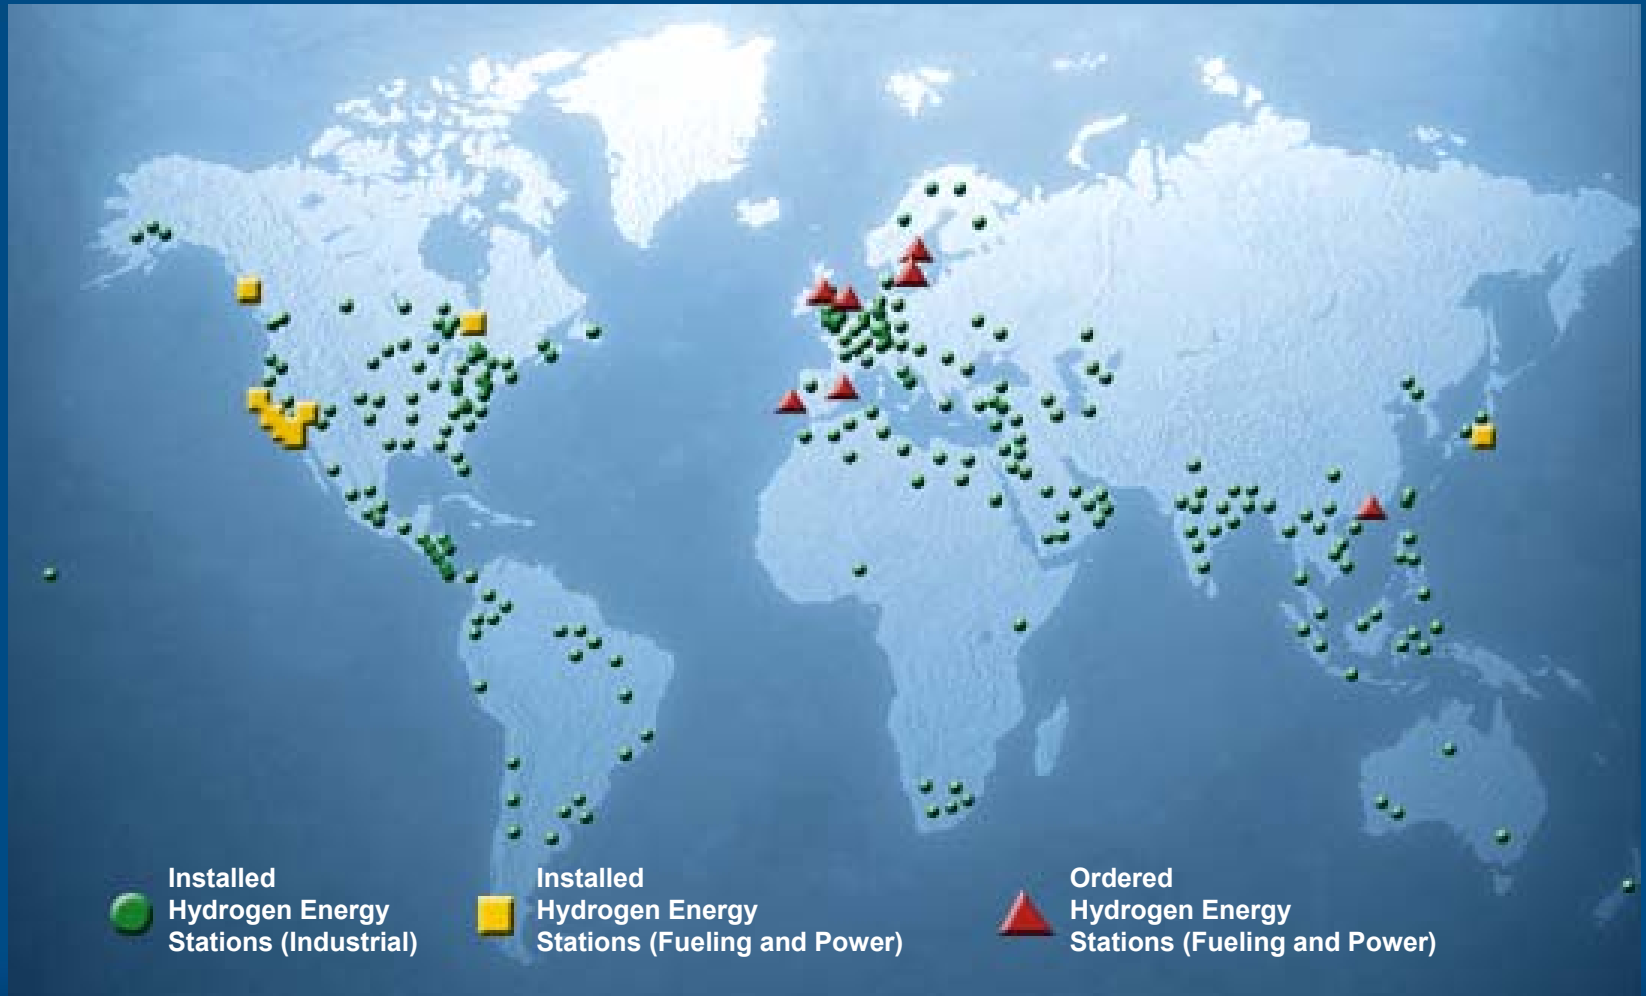 Installed
Hydrogen Energy
Stations (Industrial)
Installed
Hydrogen Energy
Stations (Fueling and Power)
Ordered
Hydrogen Energy
Stations (Fueling and Power)